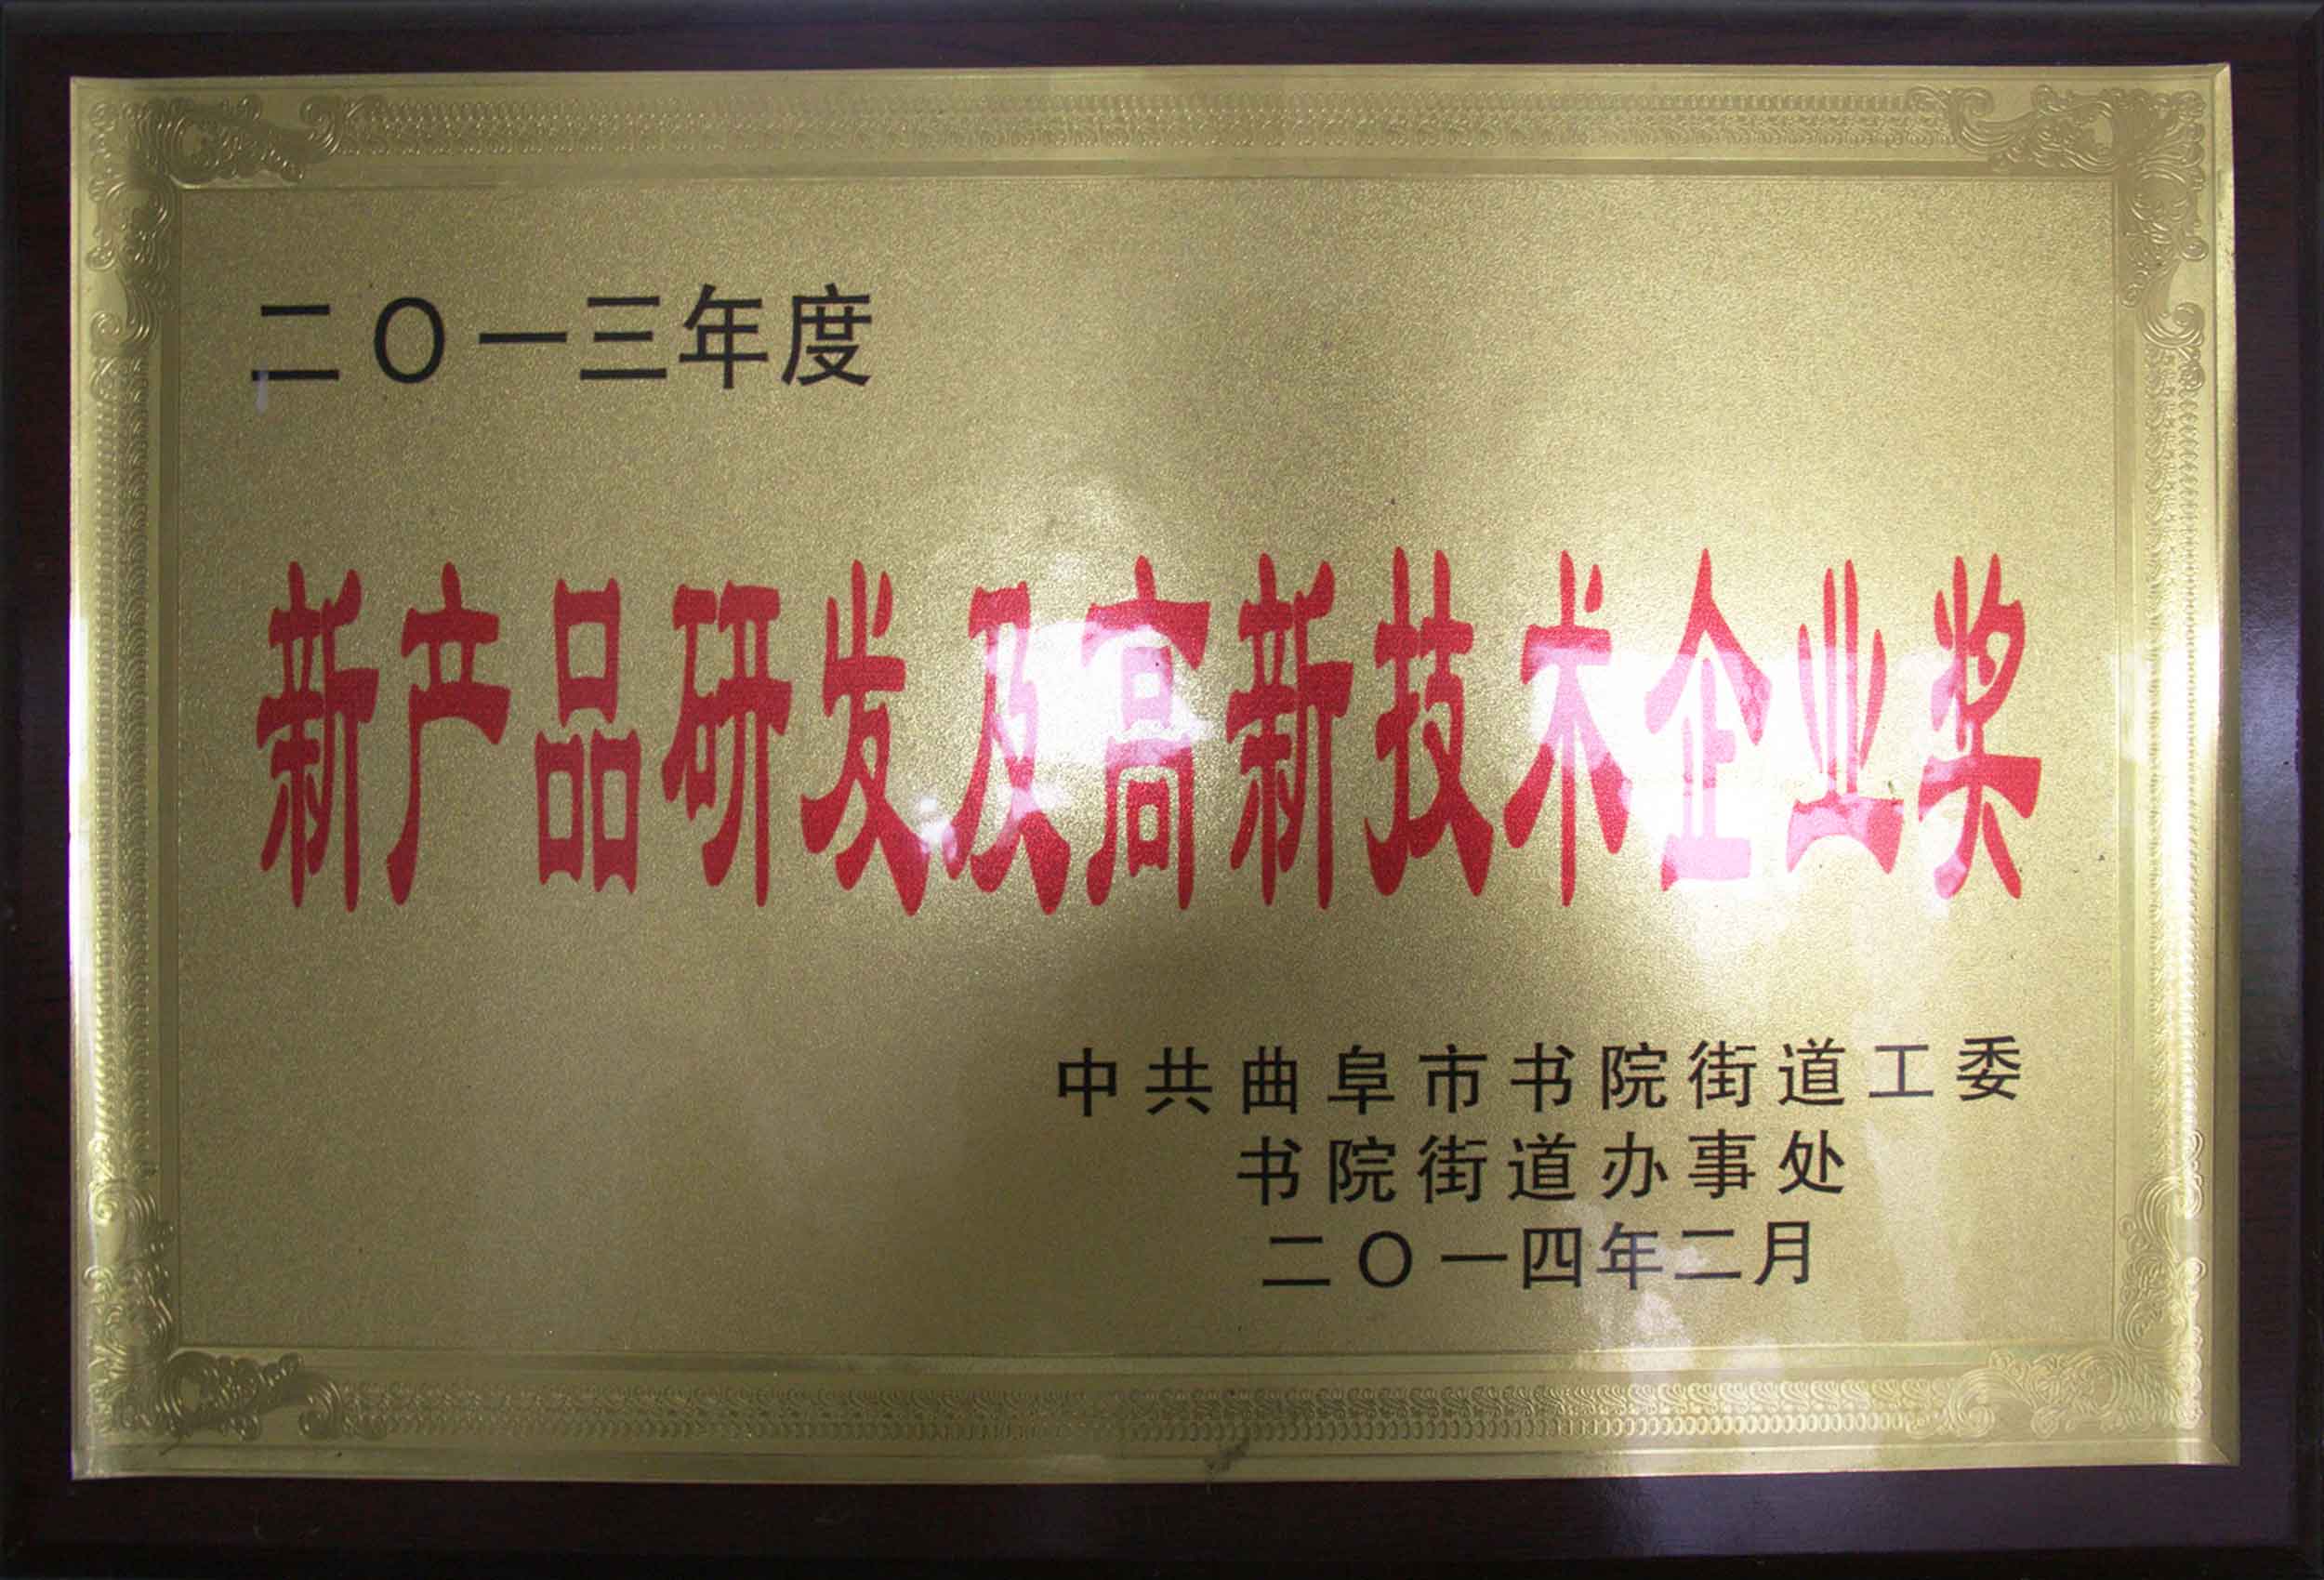 二〇一三年度
新产品研发及高新技术企业奖
中共曲阜市书院街道工委
书院街道办事处
二〇一四年二月